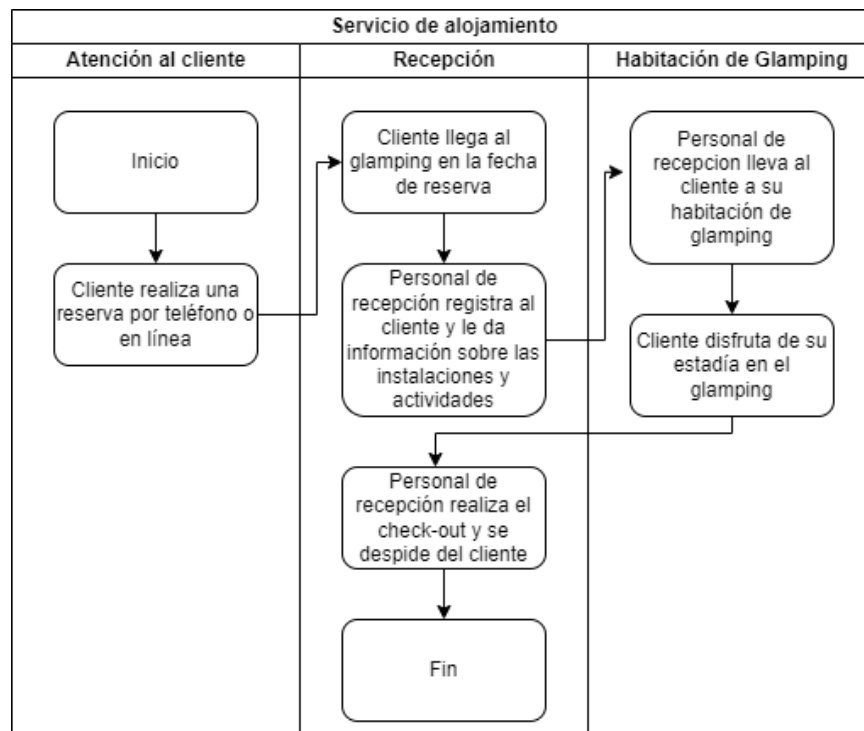 Servicio de alojamiento
Atención al cliente
Recepción
Habitación de Glamping
Inicio
Cliente realiza una
reserva por teléfono o
en línea
Cliente llega al
glamping en la fecha
de reserva
Personal de
recepción registra al
cliente y le da
información sobre las
instalaciones y
actividades
Personal de
recepcion lleva al
cliente a su
habitación de
glamping
Cliente disfruta de su
estadía en el
glamping
Personal de
recepción realiza el
check-out y se
despide del cliente
Fin